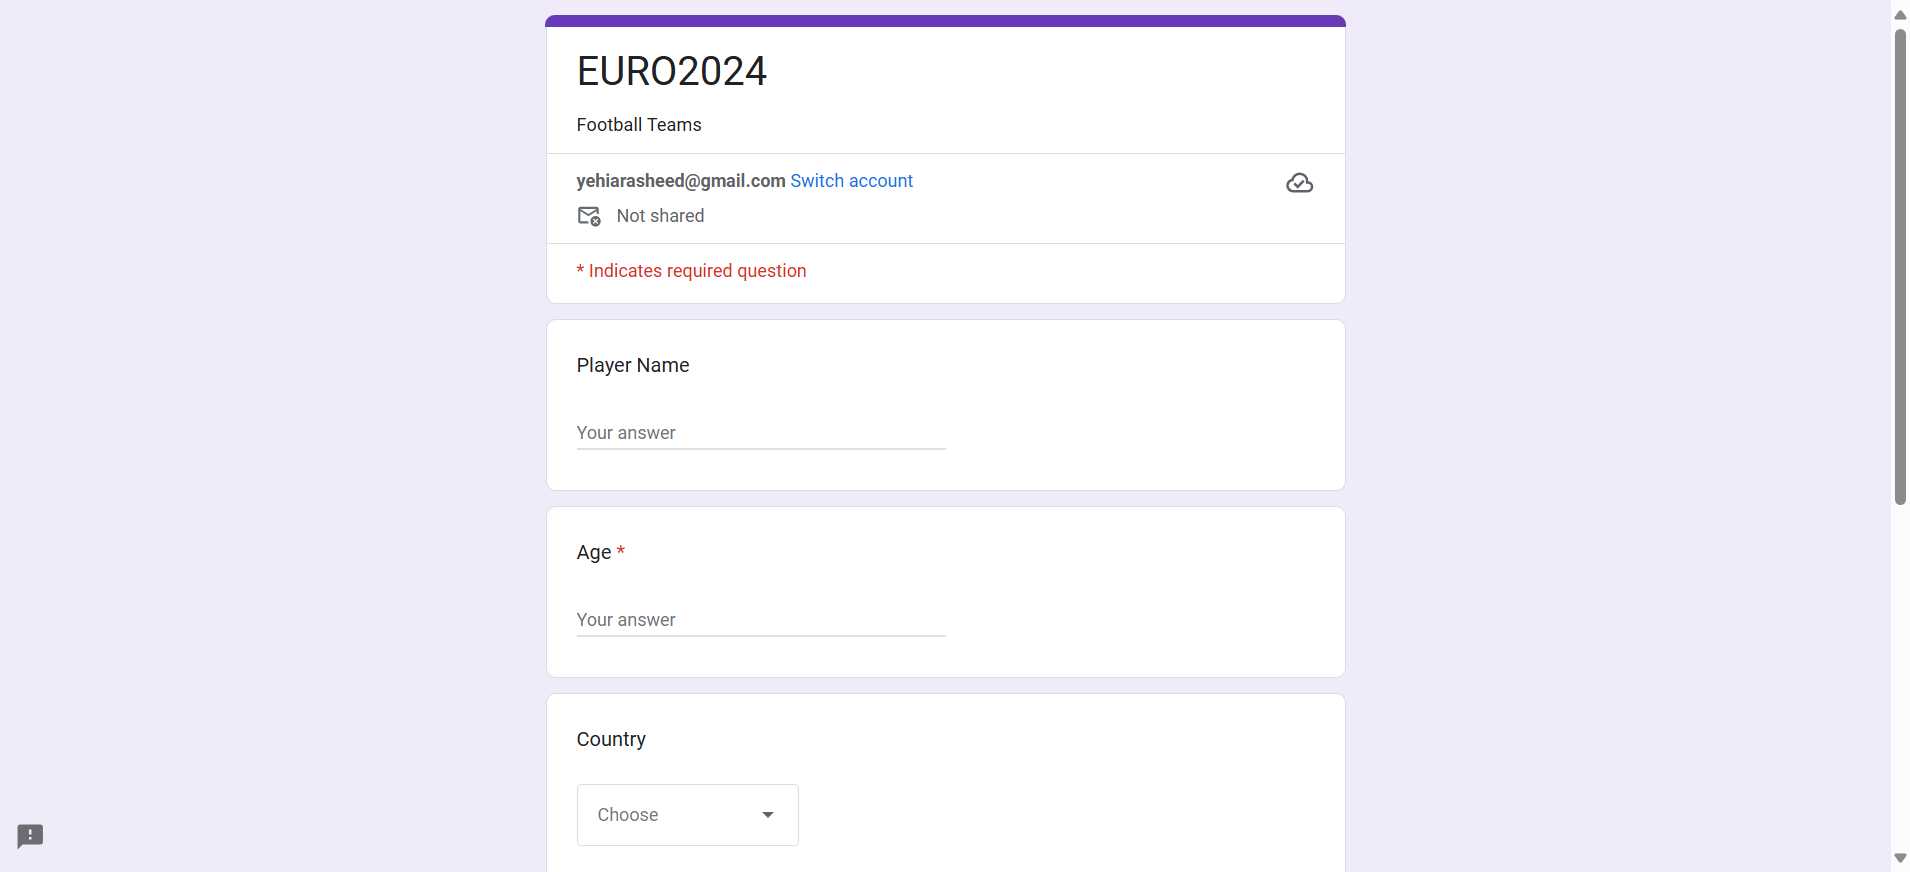 EURO2024
Football Teams
yehiarasheed@gmail.com Switch account
Not shared
* Indicates required question
Player Name
Your answer
Age *
Your answer
Country
Choose